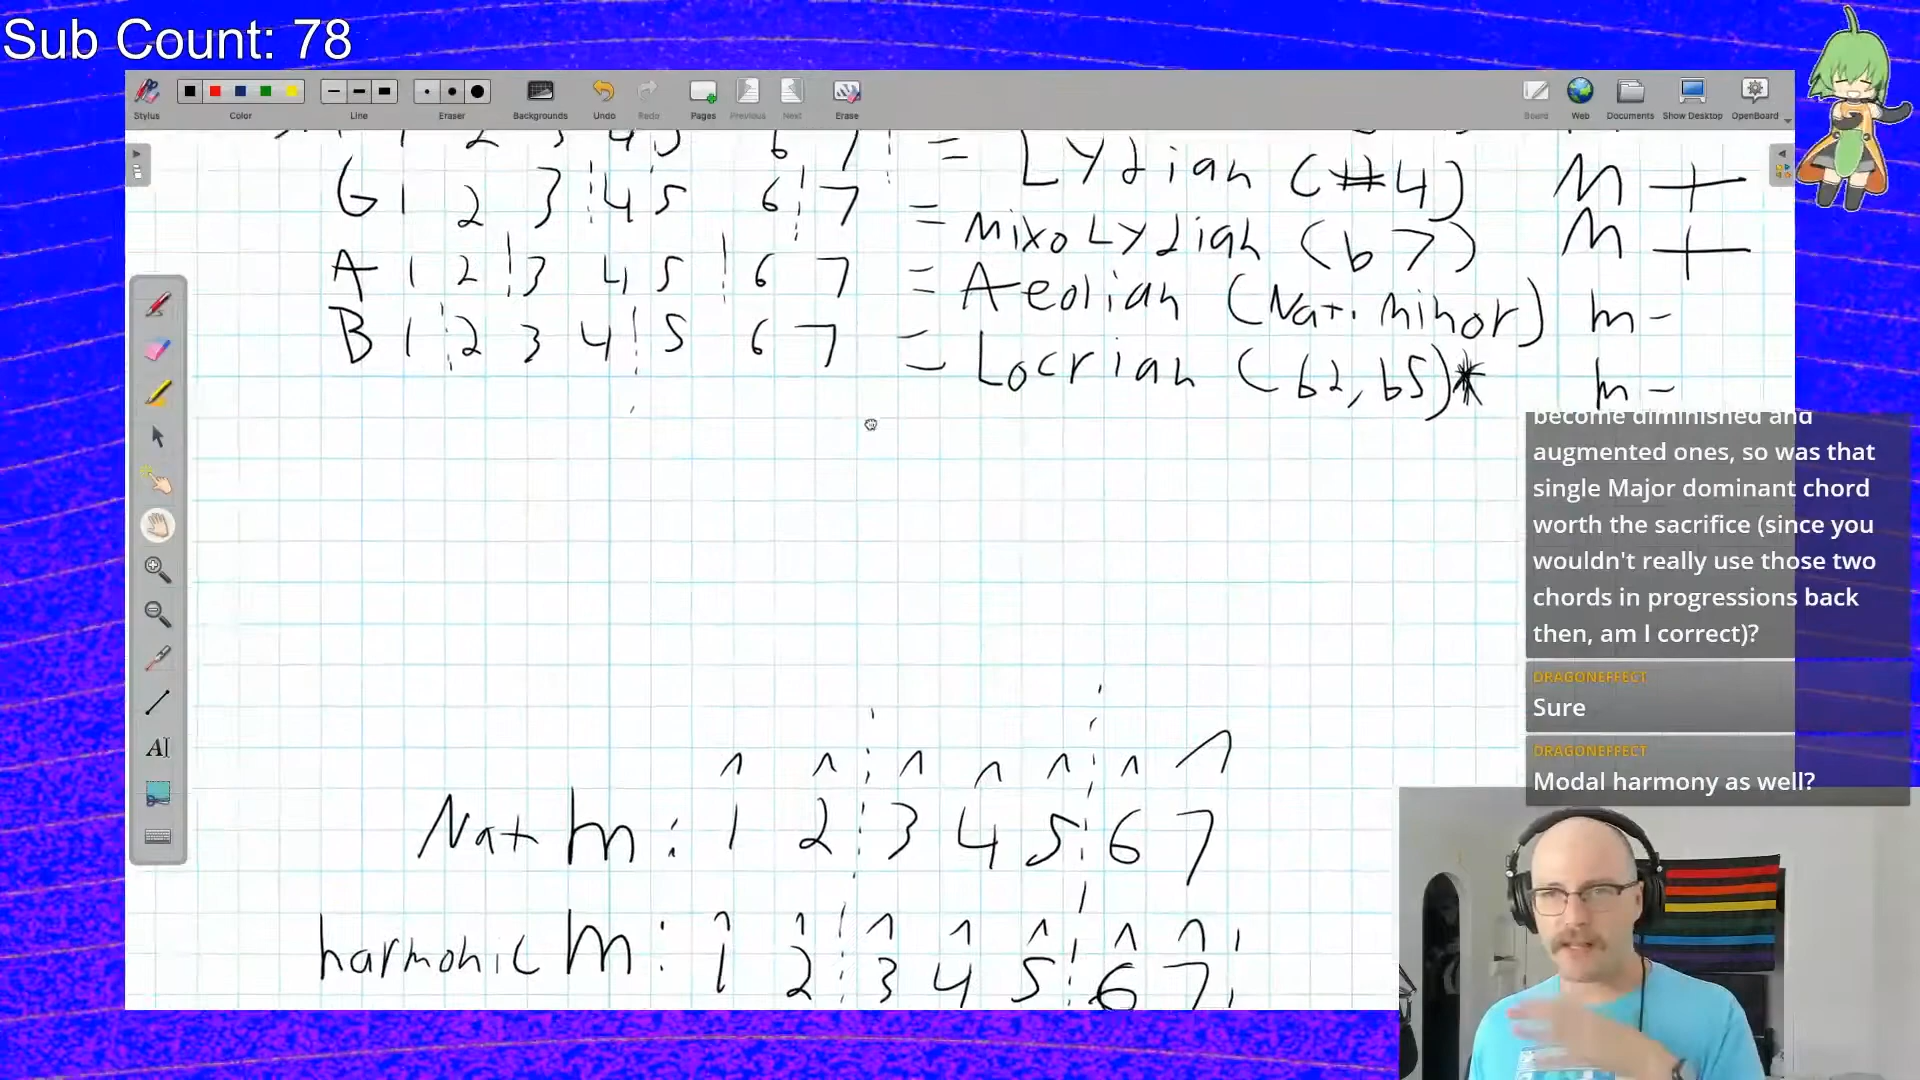 Sub Count: 78
Stylus
Color
Line
Eraser
Backgrounds
Undo
Redo
Pages
Previous
Next
Erase
Board
Web
Documents
Show Desktop
OpenBoard
= Lydian (#4) M +
G 1 2 3 4 5 6 7 = Mixolydian (b7) M +
A 1 2 3 4 5 6 7 = Aeolian (Nat. minor) m -
B 1 2 3 4 5 6 7 = Locrian (b2, b5)* m -
become diminished and
augmented ones, so was that
single Major dominant chord
worth the sacrifice (since you
wouldn't really use those two
chords in progressions back
then, am I correct)?
DRAGONEFFECT
Sure
DRAGONEFFECT
Modal harmony as well?
Nat m: 1 2 3 4 5 6 7
harmonic m: 1 2 3 4 5 6 7